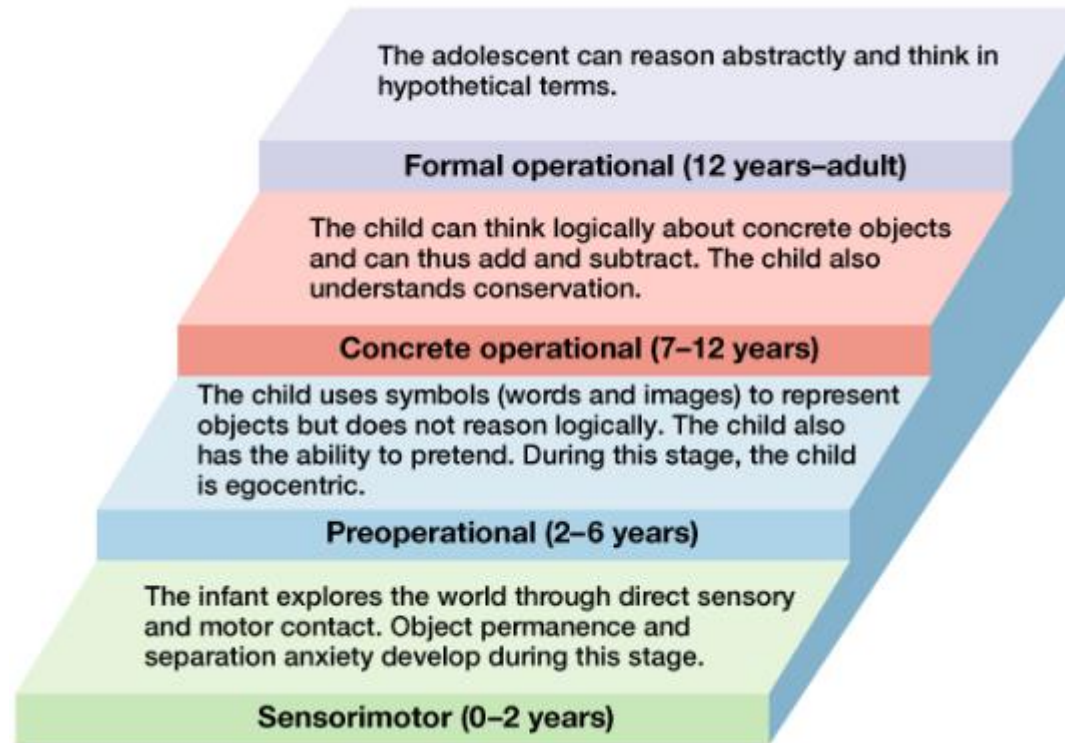 The adolescent can reason abstractly and think in
hypothetical terms.
Formal operational (12 years–adult)
The child can think logically about concrete objects
and can thus add and subtract. The child also
understands conservation.
Concrete operational (7–12 years)
The child uses symbols (words and images) to represent
objects but does not reason logically. The child also
has the ability to pretend. During this stage, the child
is egocentric.
Preoperational (2–6 years)
The infant explores the world through direct sensory
and motor contact. Object permanence and
separation anxiety develop during this stage.
Sensorimotor (0–2 years)